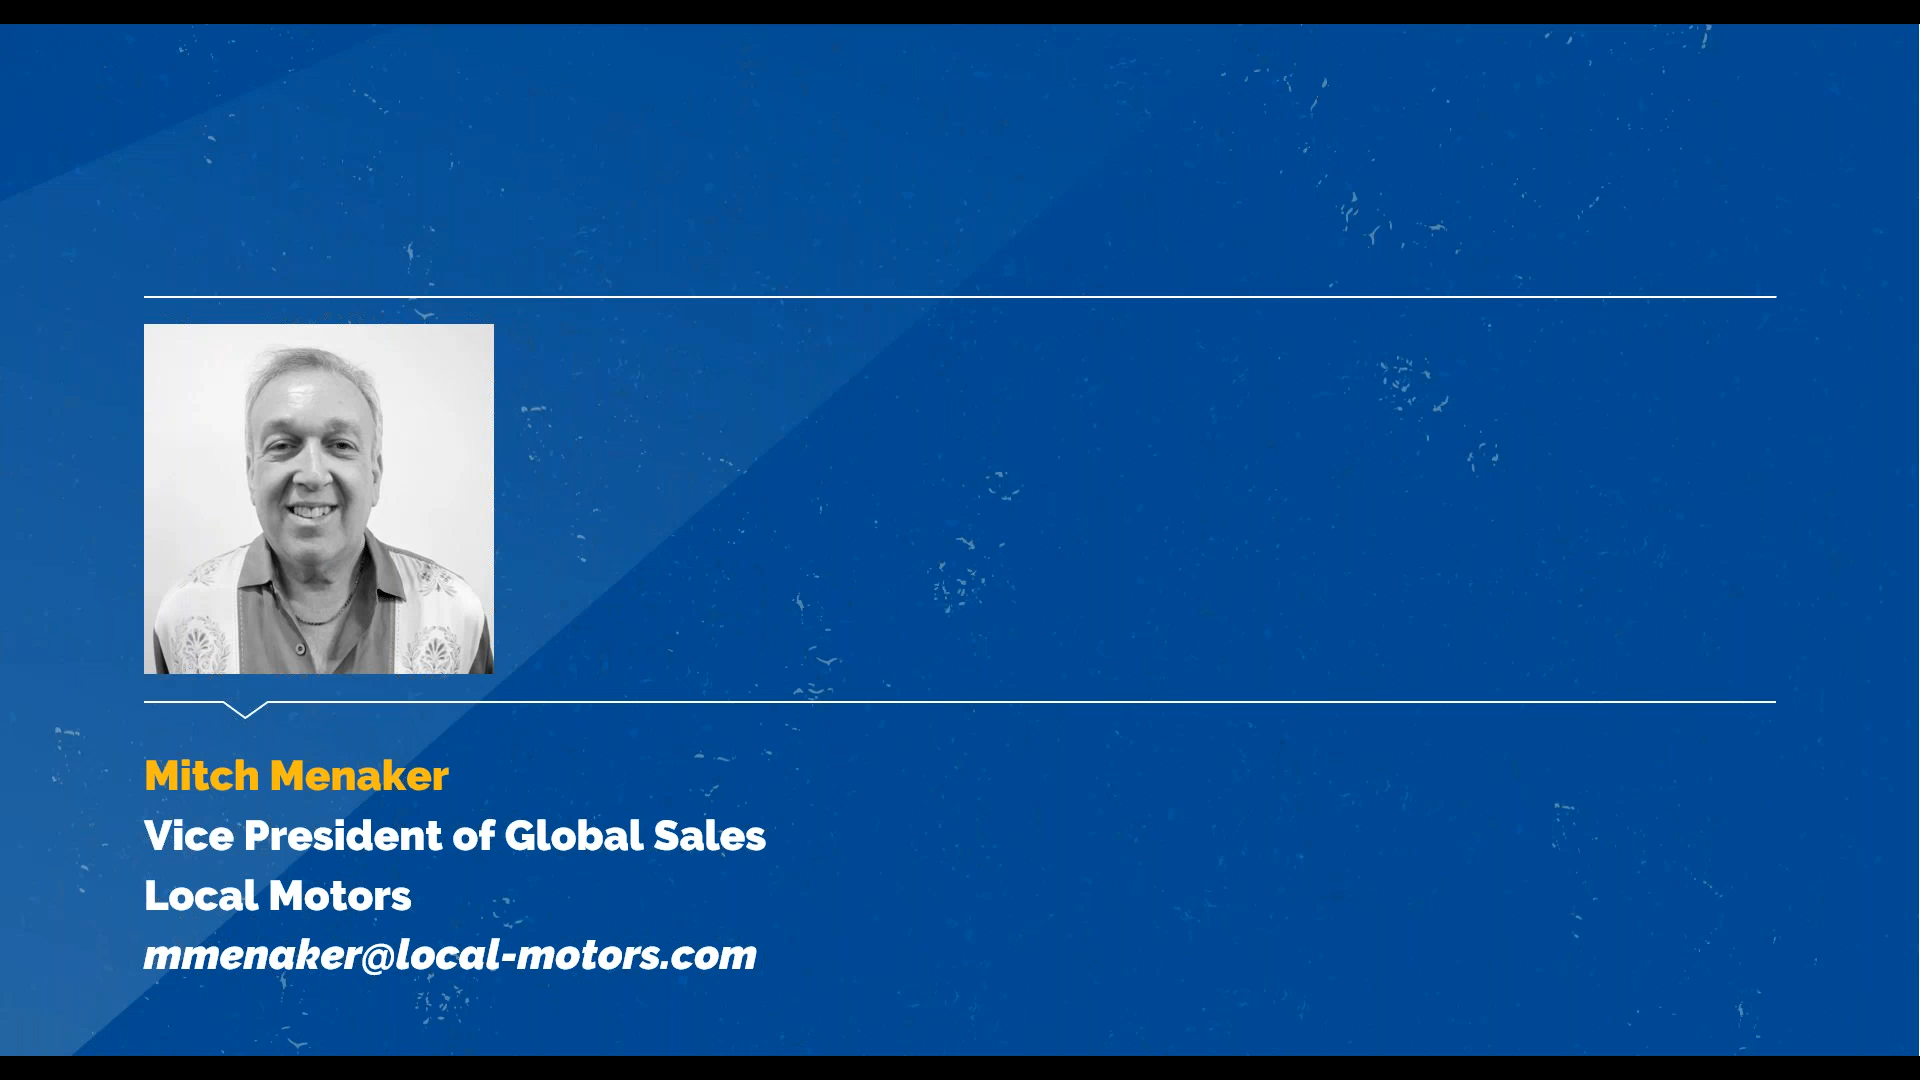 Mitch Menaker
Vice President of Global Sales
Local Motors
mmenaker@local-motors.com